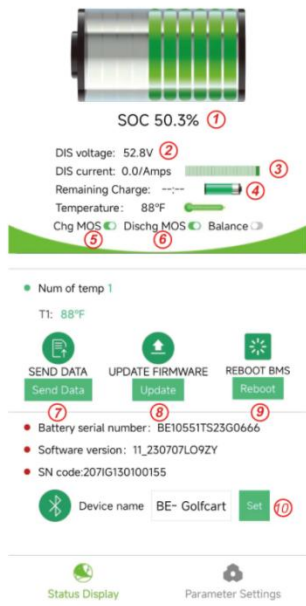 SOC 50.3% 1
DIS voltage: 52.8V 2
DIS current: 0.0/Amps 3
Remaining Charge: --:-- 4
Temperature: 88°F
Chg MOS Dischg MOS Balance
5 6
Num of temp 1
T1: 88°F
SEND DATA UPDATE FIRMWARE REBOOT BMS
Send Data Update Reboot
7 8 9
Battery serial number: BE10551TS23G0666
Software version: 11_230707LO9ZY
SN code:207IG130100155
Device name BE- Golfcart Set 10
Status Display Parameter Settings